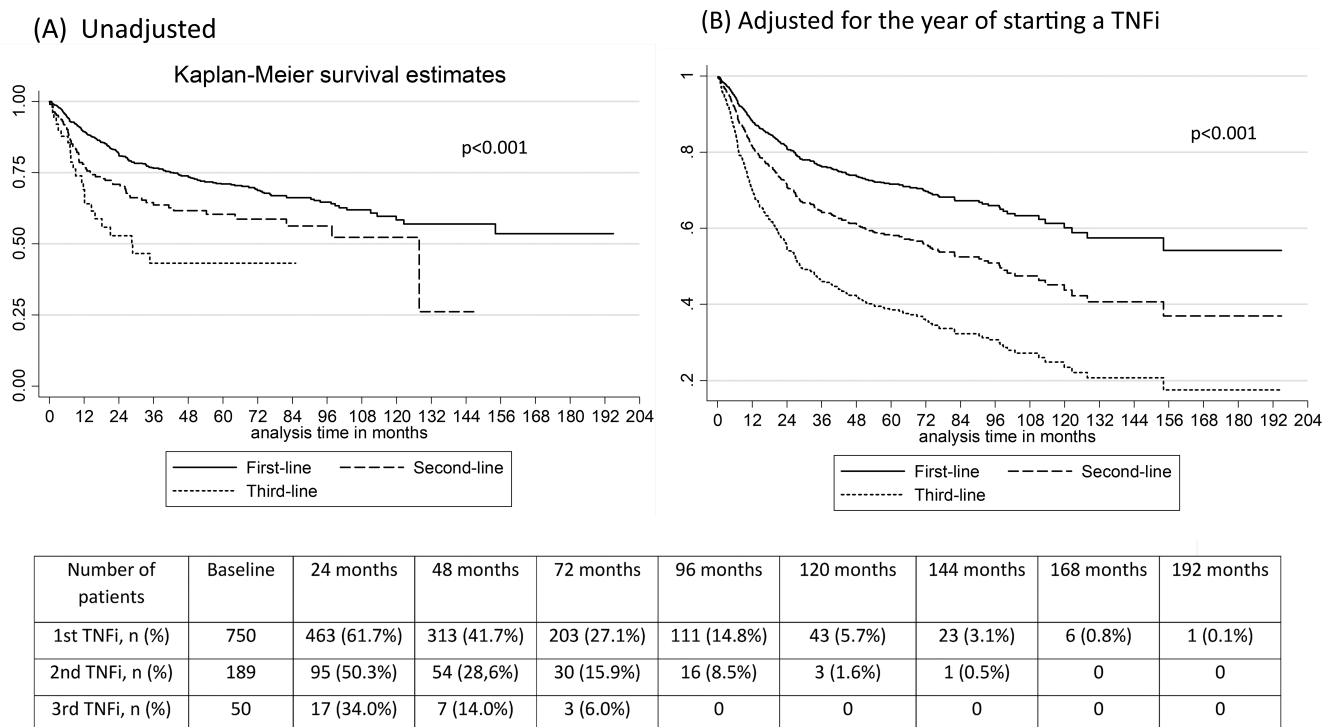 (A) Unadjusted
Kaplan-Meier survival estimates
p<0.001
1.00
0.75
0.50
0.25
0.00
0 12 24 36 48 60 72 84 96 108 120 132 144 156 168 180 192 204
analysis time in months
First-line Second-line
Third-line
(B) Adjusted for the year of starting a TNFi
p<0.001
1
.8
.6
.4
.2
0 12 24 36 48 60 72 84 96 108 120 132 144 156 168 180 192 204
analysis time in months
First-line Second-line
Third-line
Number of patients Baseline 24 months 48 months 72 months 96 months 120 months 144 months 168 months 192 months
1st TNFi, n (%) 750 463 (61.7%) 313 (41.7%) 203 (27.1%) 111 (14.8%) 43 (5.7%) 23 (3.1%) 6 (0.8%) 1 (0.1%)
2nd TNFi, n (%) 189 95 (50.3%) 54 (28,6%) 30 (15.9%) 16 (8.5%) 3 (1.6%) 1 (0.5%) 0 0
3rd TNFi, n (%) 50 17 (34.0%) 7 (14.0%) 3 (6.0%) 0 0 0 0 0